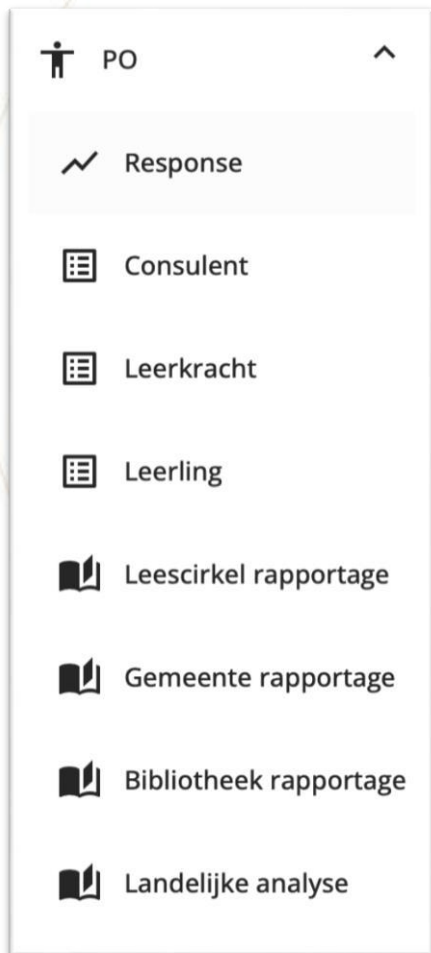 PO
Response
Consulent
Leerkracht
Leerling
Leescirkel rapportage
Gemeente rapportage
Bibliotheek rapportage
Landelijke analyse